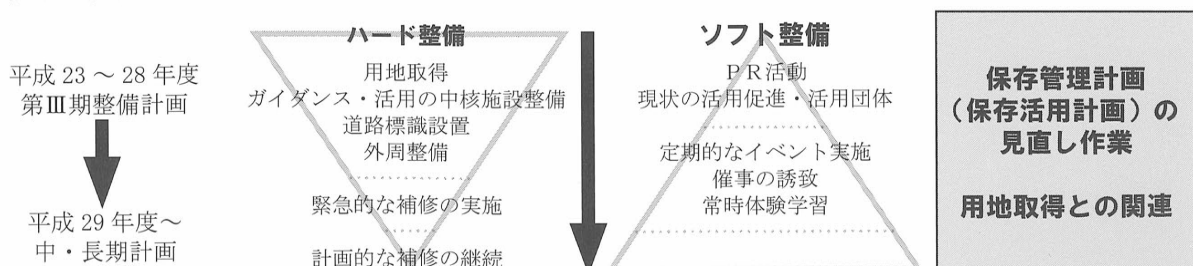 平成 23 ～ 28 年度
第Ⅲ期整備計画
平成 29 年度～
中・長期計画
ハード整備
用地取得
ガイダンス・活用の中核施設整備
道路標識設置
外周整備
緊急的な補修の実施
計画的な補修の継続
ソフト整備
ＰＲ活動
現状の活用促進・活用団体
定期的なイベント実施
催事の誘致
常時体験学習
保存管理計画
（保存活用計画）の
見直し作業
用地取得との関連